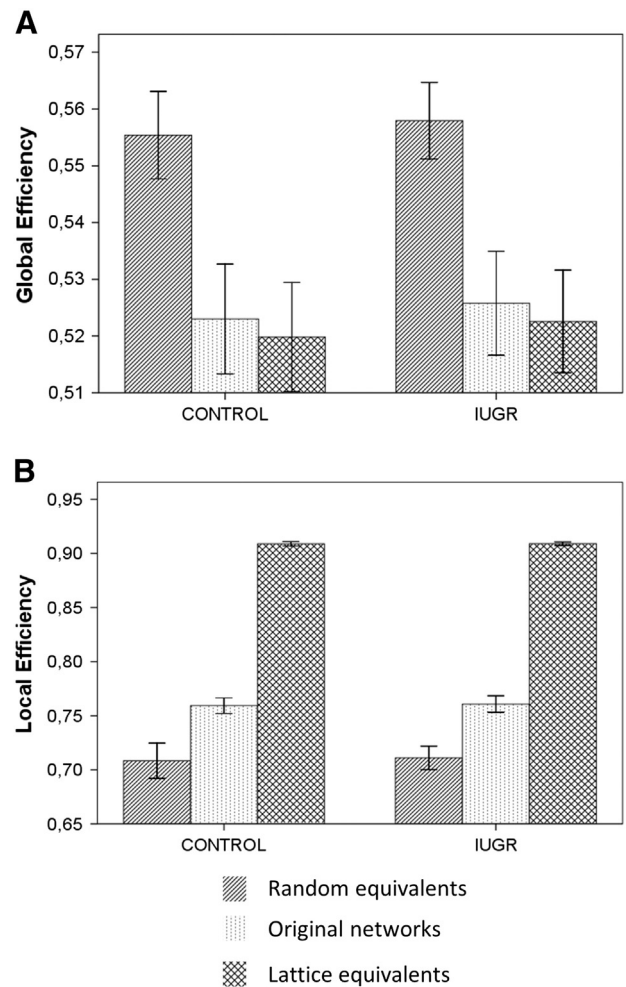 A
0,57
0,56
0,55
0,54
0,53
0,52
0,51
Global Efficiency
CONTROL IUGR
B
0,95
0,90
0,85
0,80
0,75
0,70
0,65
Local Efficiency
CONTROL IUGR
Random equivalents
Original networks
Lattice equivalents